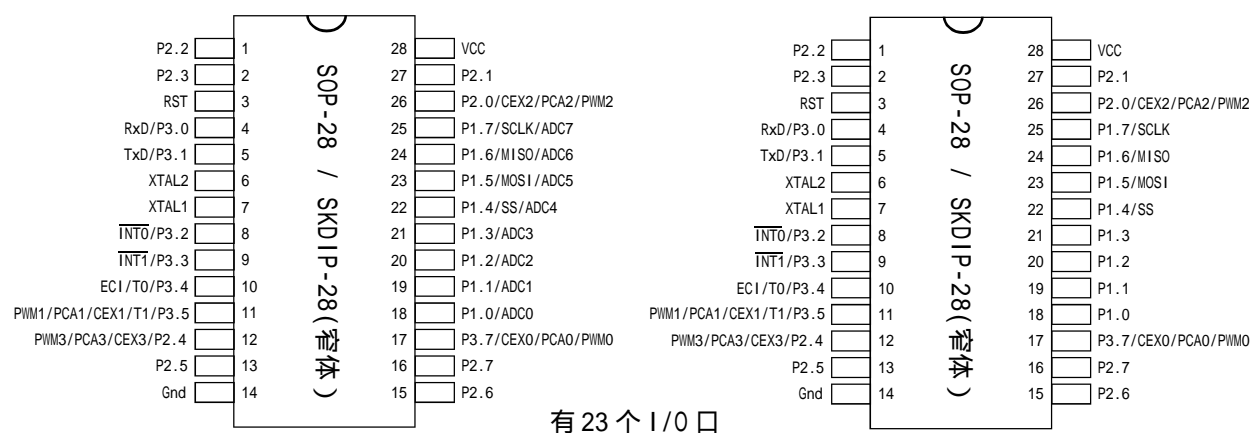 P2.2 1 28 VCC
P2.3 2 27 P2.1
RST 3 26 P2.0/CEX2/PCA2/PWM2
RxD/P3.0 4 25 P1.7/SCLK/ADC7
TxD/P3.1 5 24 P1.6/MISO/ADC6
XTAL2 6 23 P1.5/MOSI/ADC5
XTAL1 7 22 P1.4/SS/ADC4
INT0/P3.2 8 21 P1.3/ADC3
INT1/P3.3 9 20 P1.2/ADC2
ECI/T0/P3.4 10 19 P1.1/ADC1
PWM1/PCA1/CEX1/T1/P3.5 11 18 P1.0/ADC0
PWM3/PCA3/CEX3/P2.4 12 17 P3.7/CEX0/PCA0/PWM0
P2.5 13 16 P2.7
Gnd 14 15 P2.6
SOP-28 / SKDIP-28(窄体)
P2.2 1 28 VCC
P2.3 2 27 P2.1
RST 3 26 P2.0/CEX2/PCA2/PWM2
RxD/P3.0 4 25 P1.7/SCLK
TxD/P3.1 5 24 P1.6/MISO
XTAL2 6 23 P1.5/MOSI
XTAL1 7 22 P1.4/SS
INT0/P3.2 8 21 P1.3
INT1/P3.3 9 20 P1.2
ECI/T0/P3.4 10 19 P1.1
PWM1/PCA1/CEX1/T1/P3.5 11 18 P1.0
PWM3/PCA3/CEX3/P2.4 12 17 P3.7/CEX0/PCA0/PWM0
P2.5 13 16 P2.7
Gnd 14 15 P2.6
SOP-28 / SKDIP-28(窄体)
有23个I/O口